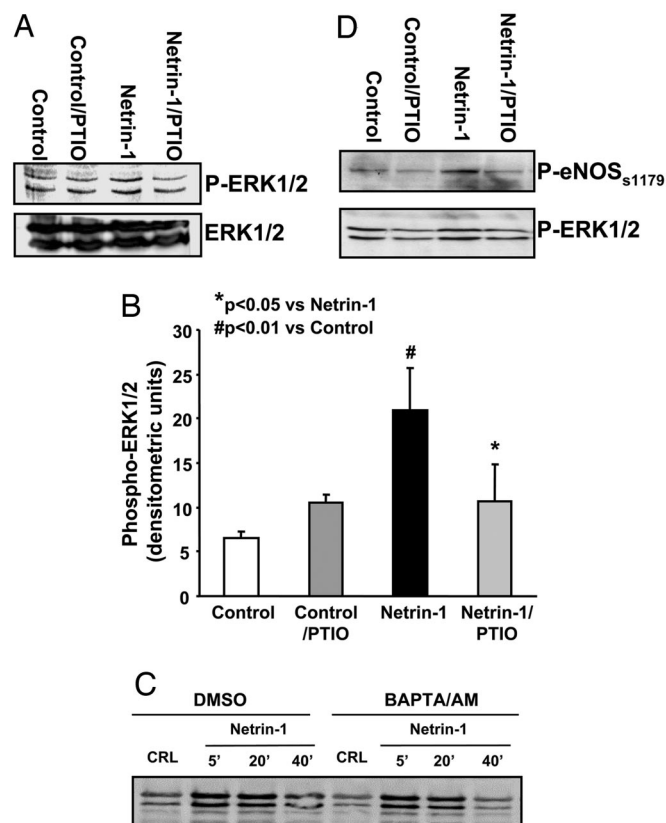 A
Control
Control/PTIO
Netrin-1
Netrin-1/PTIO
P-ERK1/2
ERK1/2
D
Control
Control/PTIO
Netrin-1
Netrin-1/PTIO
P-eNOSs1179
P-ERK1/2
B
*p<0.05 vs Netrin-1
#p<0.01 vs Control
Phospho-ERK1/2
(densitometric units)
30
25
20
15
10
5
0
#
*
Control
Control
/PTIO
Netrin-1
Netrin-1/
PTIO
C
DMSO BAPTA/AM
Netrin-1 Netrin-1
CRL 5' 20' 40' CRL 5' 20' 40'